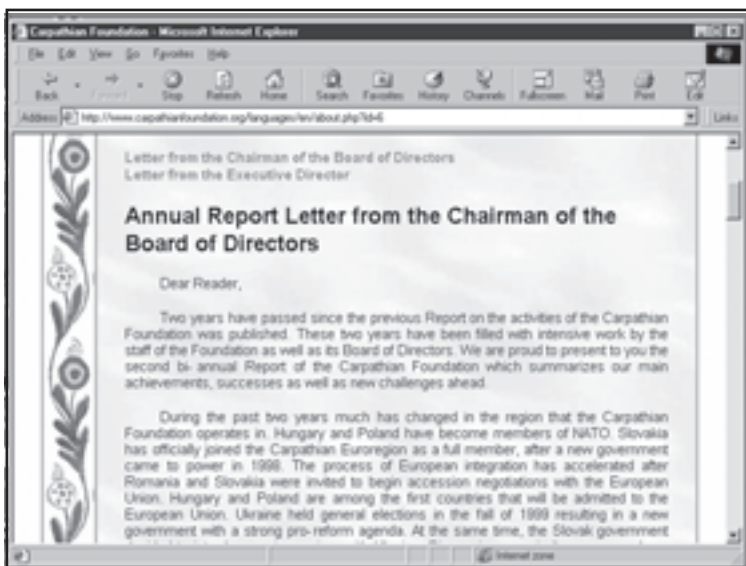 Carpathian Foundation - Microsoft Internet Explorer
File Edit View Go Favorites Help
Back Forward Stop Refresh Home Search Favorites History Channels Fullscreen Mail Print Edit
Address http://www.carpathianfoundation.org/languages/en/about.php?id=6 Links
Letter from the Chairman of the Board of Directors
Letter from the Executive Director
Annual Report Letter from the Chairman of the
Board of Directors
Dear Reader,
Two years have passed since the previous Report on the activities of the Carpathian
Foundation was published. These two years have been filled with intensive work by the
staff of the Foundation as well as its Board of Directors. We are proud to present to you the
second bi- annual Report of the Carpathian Foundation which summarizes our main
achievements, successes as well as new challenges ahead.
During the past two years much has changed in the region that the Carpathian
Foundation operates in. Hungary and Poland have become members of NATO. Slovakia
has officially joined the Carpathian Euroregion as a full member, after a new government
came to power in 1998. The process of European integration has accelerated after
Romania and Slovakia were invited to begin accession negotiations with the European
Union. Hungary and Poland are among the first countries that will be admitted to the
European Union. Ukraine held general elections in the fall of 1999 resulting in a new
government with a strong pro- reform agenda. At the same time, the Slovak government
Internet zone